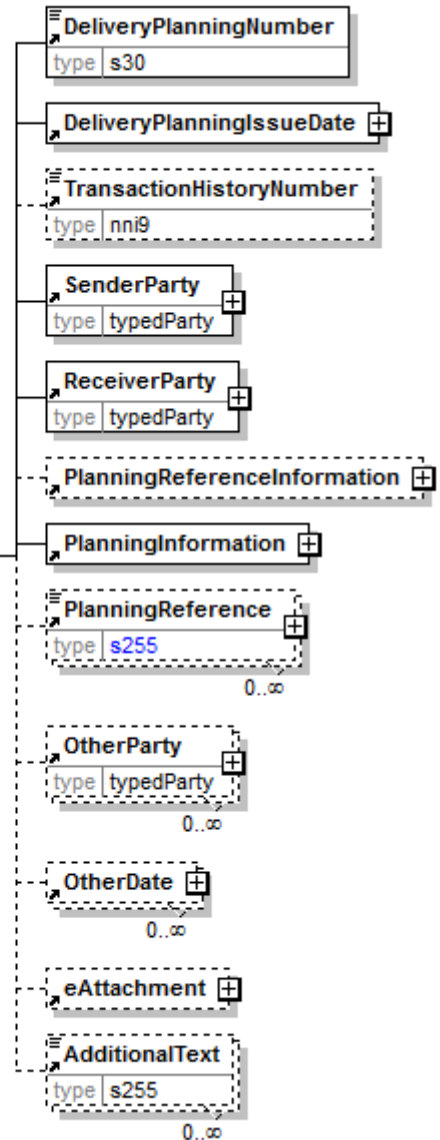 DeliveryPlanningNumber
type s30
DeliveryPlanningIssueDate
TransactionHistoryNumber
type nni9
SenderParty
type typedParty
ReceiverParty
type typedParty
PlanningReferenceInformation
PlanningInformation
PlanningReference
type s255
0..∞
OtherParty
type typedParty
0..∞
OtherDate
0..∞
eAttachment
AdditionalText
type s255
0..∞